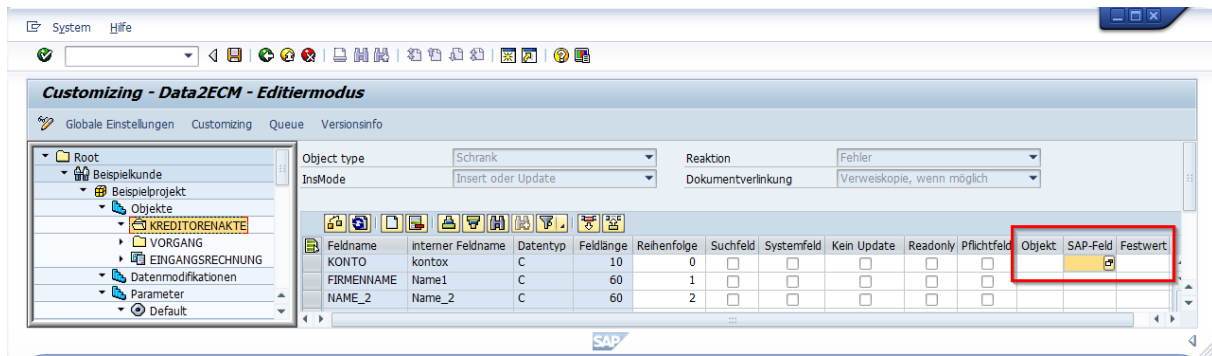 System Hilfe
Customizing - Data2ECM - Editiermodus
Globale Einstellungen Customizing Queue Versionsinfo
Root
Beispielkunde
Beispielprojekt
Objekte
KREDITORENAKTE
VORGANG
EINGANGSRECHNUNG
Datenmodifikationen
Parameter
Default
Object type Schrank Reaktion Fehler
InsMode Insert oder Update Dokumentverlinkung Verweiskopie, wenn möglich
Feldname interner Feldname Datentyp Feldlänge Reihenfolge Suchfeld Systemfeld Kein Update Readonly Pflichtfeld Objekt SAP-Feld Festwert
KONTO kontox C 10 0
FIRMENNAME Name1 C 60 1
NAME_2 Name_2 C 60 2
SAP